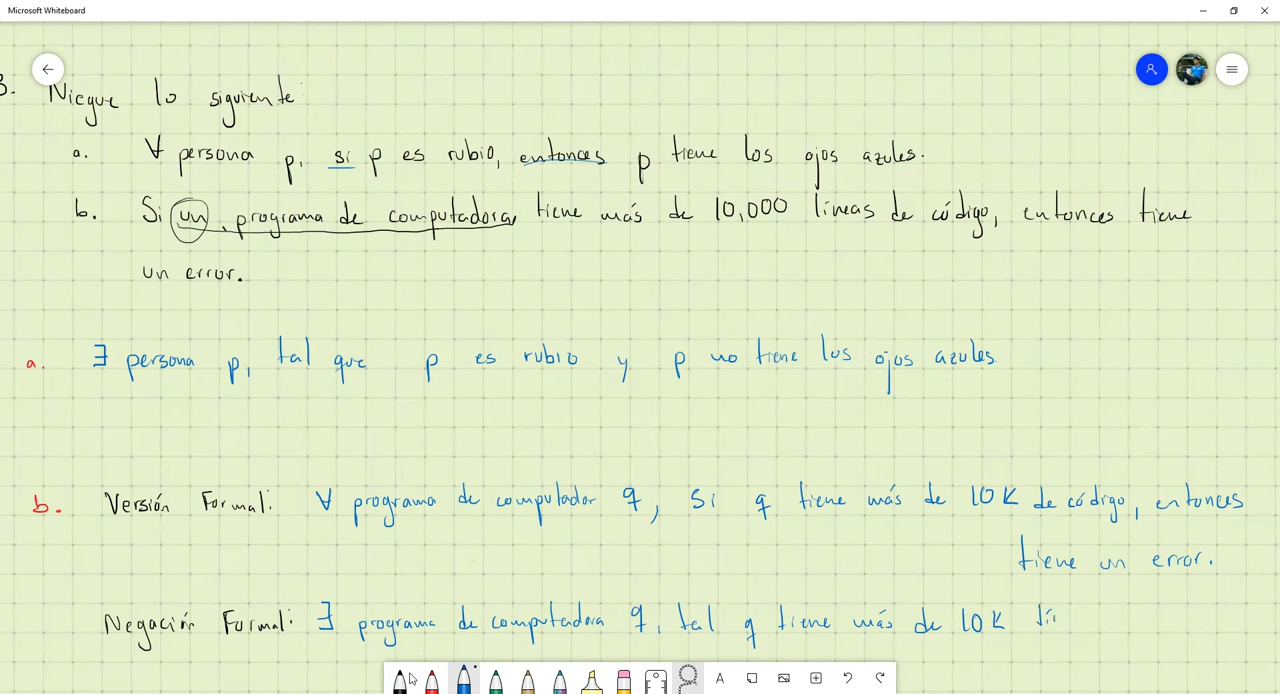 Microsoft Whiteboard
3. Niegue lo siguiente:
a. ∀ persona p, si p es rubio, entonces p tiene los ojos azules.
b. Si un programa de computadora, tiene más de 10,000 líneas de código, entonces tiene
un error.
a. ∃ persona p, tal que p es rubio y p no tiene los ojos azules.
b. Versión Formal: ∀ programa de computador q, si q tiene más de 10K de código, entonces
tiene un error.
Negación Formal: ∃ programa de computadora q, tal q tiene más de 10K
A